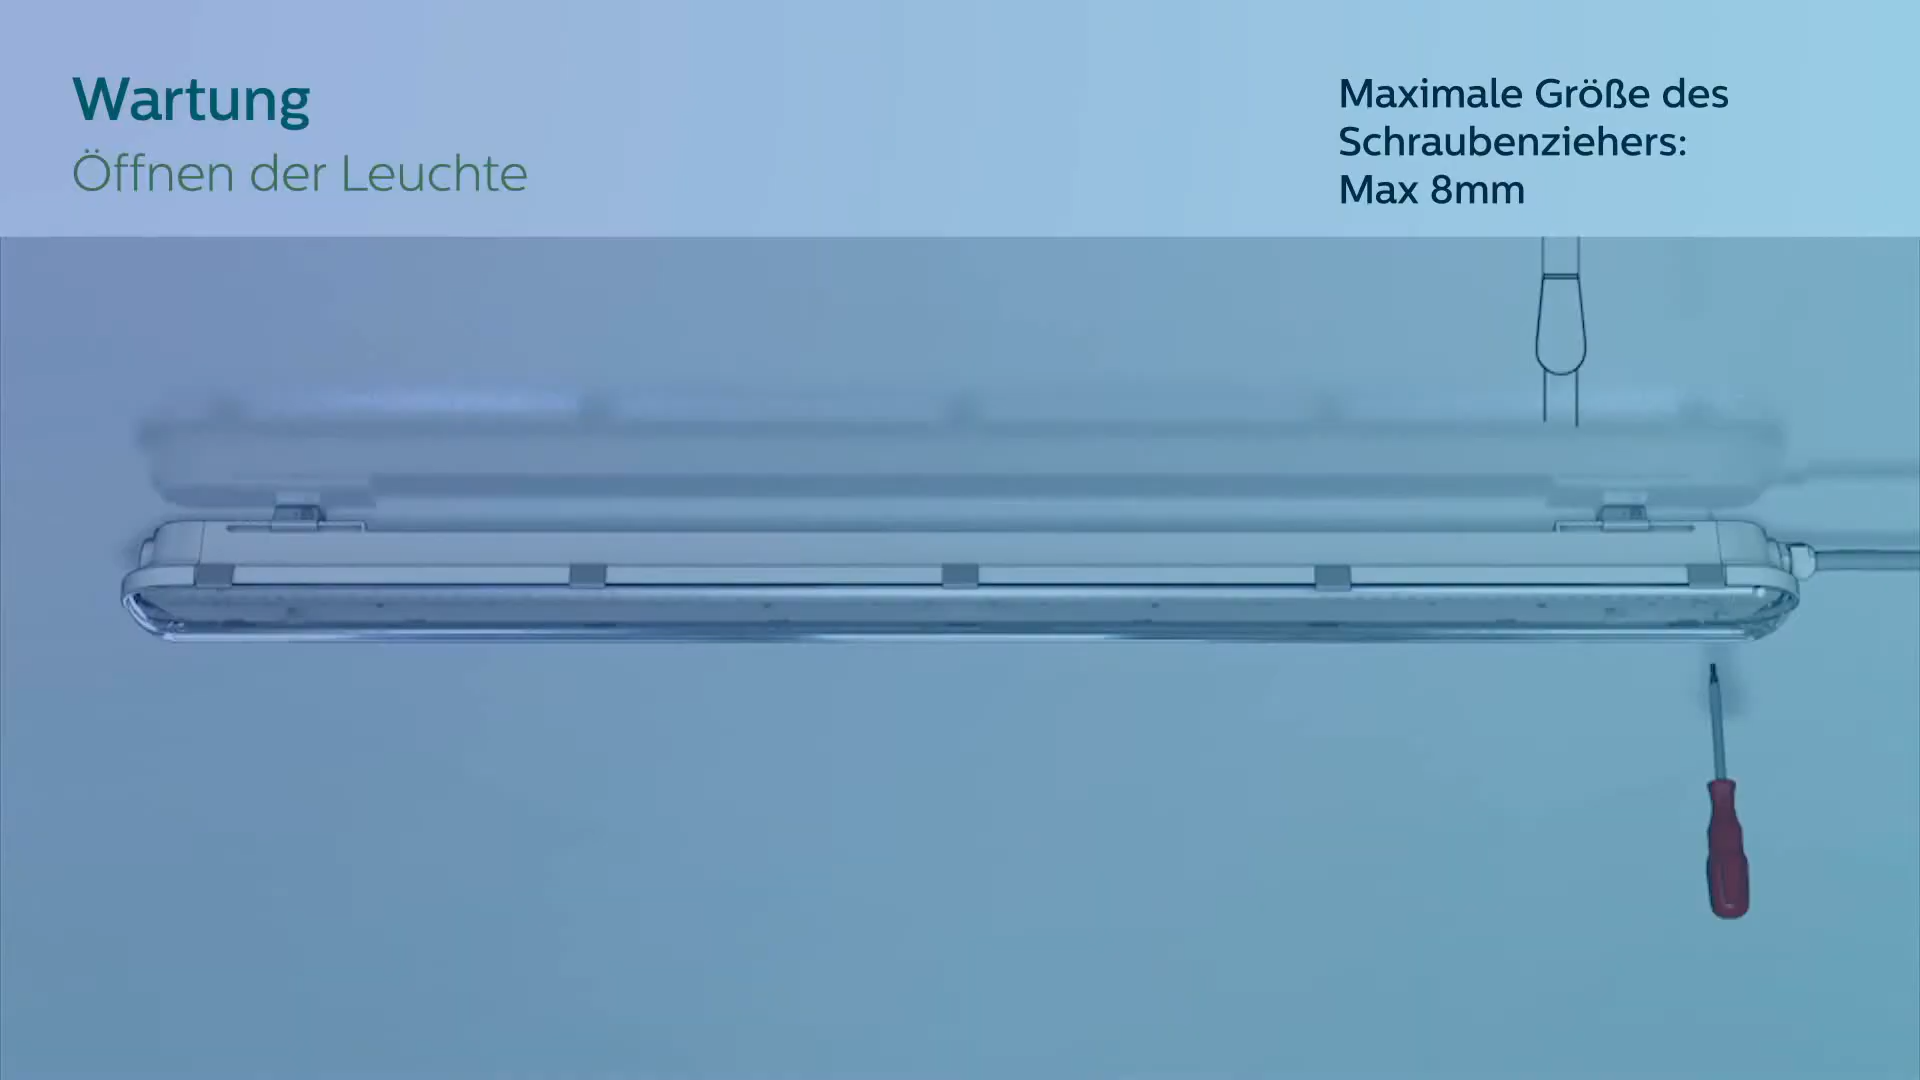 Wartung
Öffnen der Leuchte
Maximale Größe des
Schraubenziehers:
Max 8mm